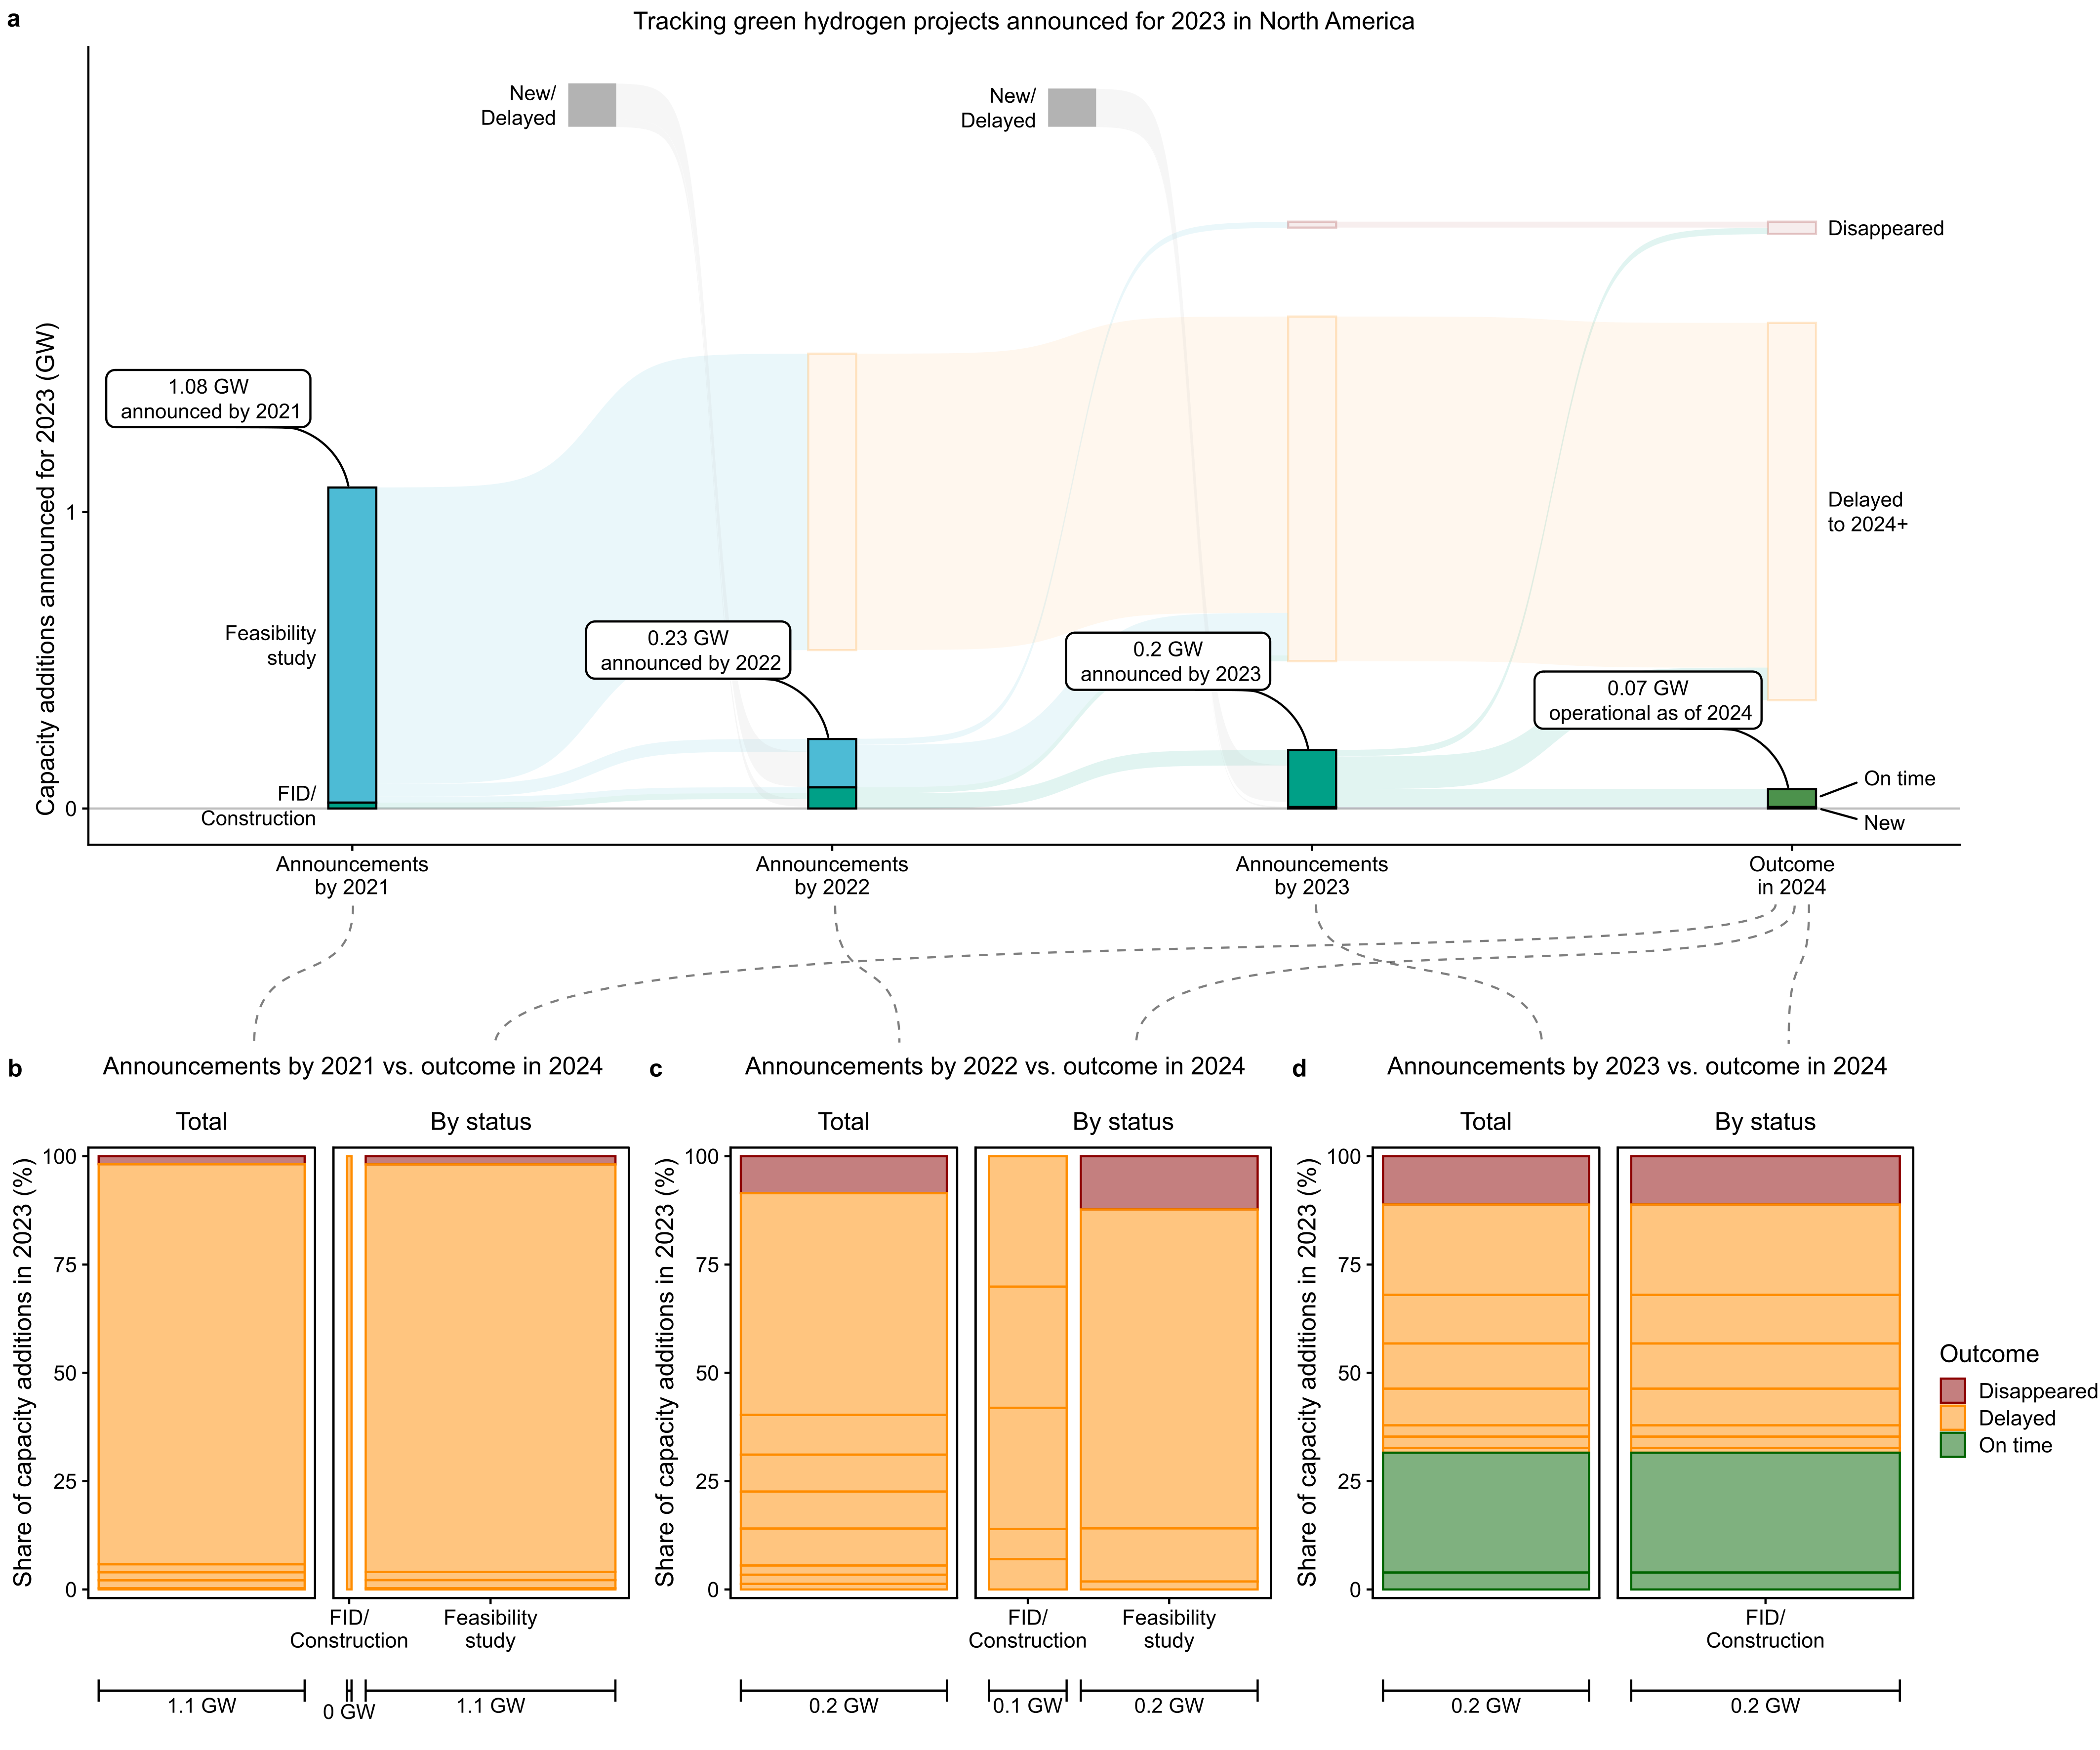 a
Tracking green hydrogen projects announced for 2023 in North America
Capacity additions announced for 2023 (GW)
1
0
New/
Delayed
New/
Delayed
Disappeared
Delayed
to 2024+
1.08 GW
announced by 2021
0.23 GW
announced by 2022
0.2 GW
announced by 2023
0.07 GW
operational as of 2024
Feasibility
study
FID/
Construction
On time
New
Announcements
by 2021
Announcements
by 2022
Announcements
by 2023
Outcome
in 2024
b
Announcements by 2021 vs. outcome in 2024
Total
By status
Share of capacity additions in 2023 (%)
100
75
50
25
0
FID/
Construction
Feasibility
study
1.1 GW
0 GW
1.1 GW
c
Announcements by 2022 vs. outcome in 2024
Total
By status
Share of capacity additions in 2023 (%)
100
75
50
25
0
FID/
Construction
Feasibility
study
0.2 GW
0.1 GW
0.2 GW
d
Announcements by 2023 vs. outcome in 2024
Total
By status
Share of capacity additions in 2023 (%)
100
75
50
25
0
FID/
Construction
0.2 GW
0.2 GW
Outcome
Disappeared
Delayed
On time